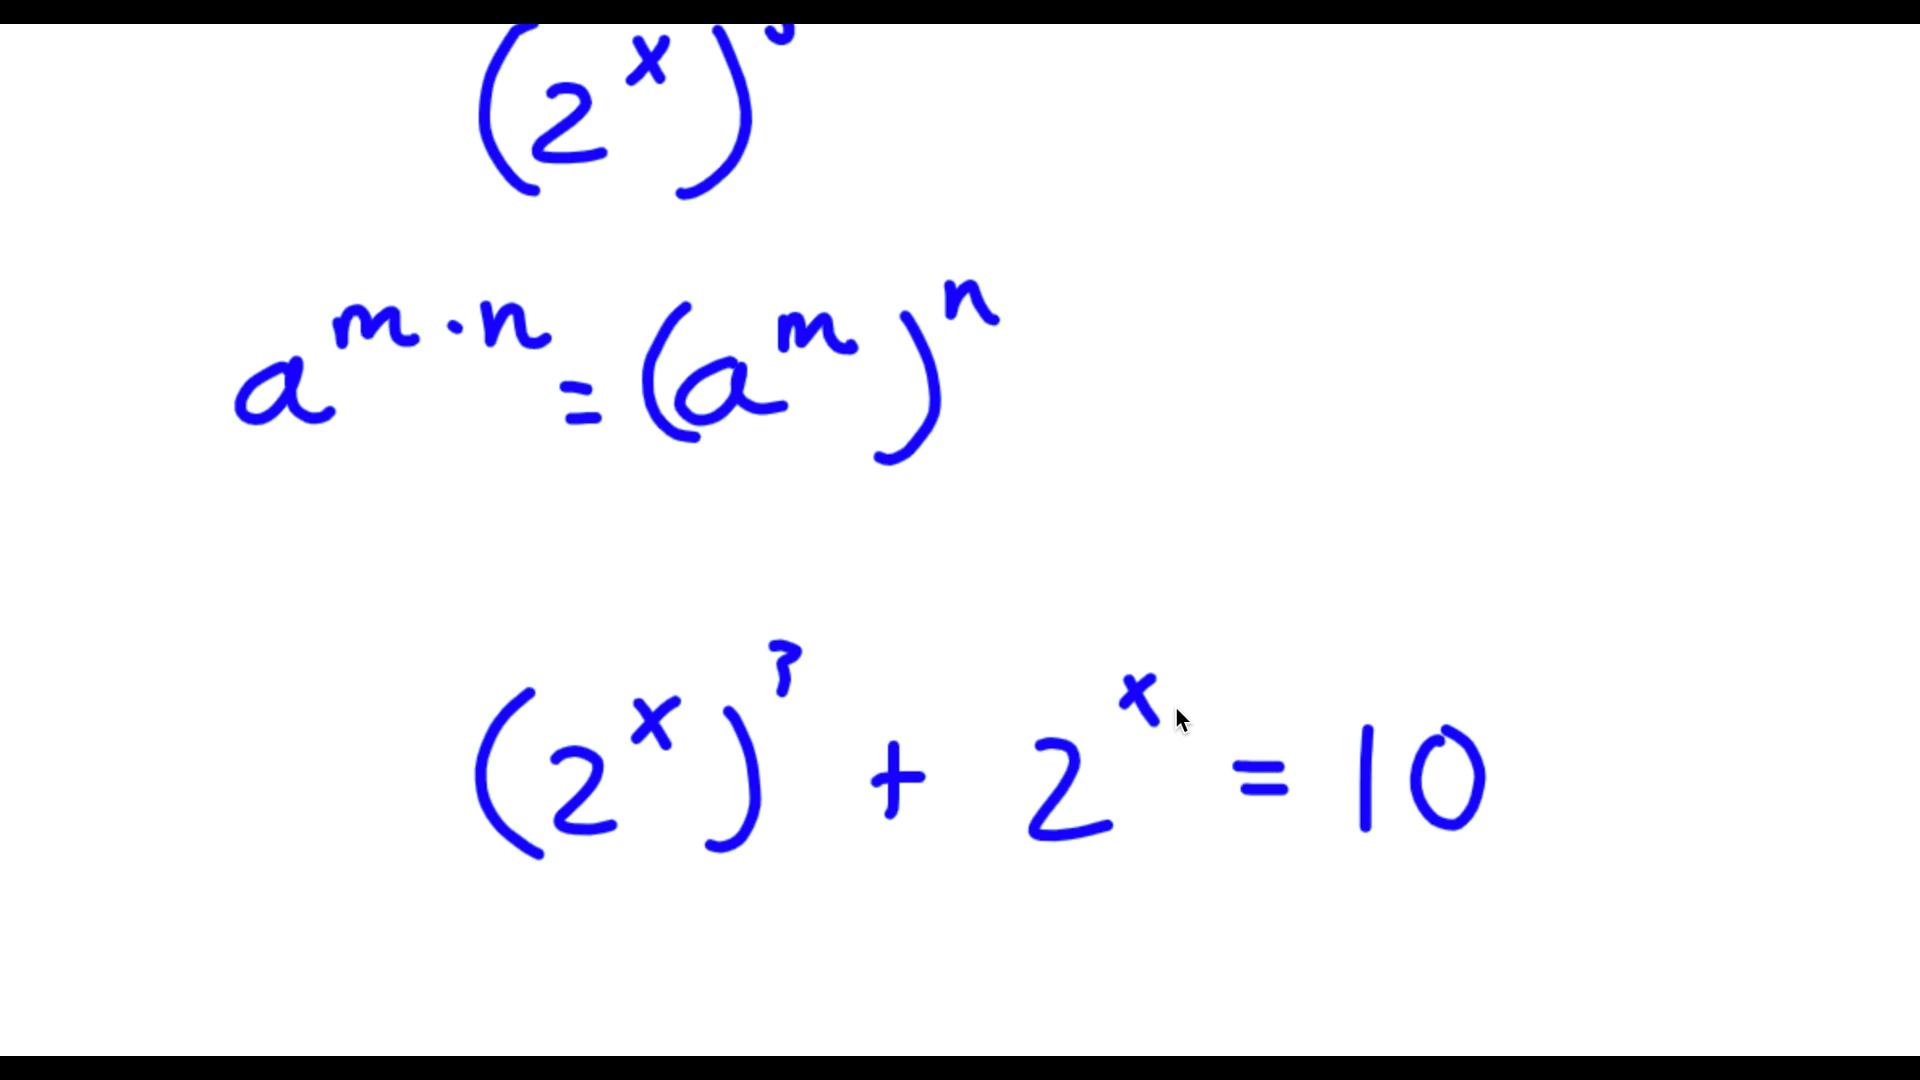 (2^x)^3
a^{m·n} = (a^m)^n
(2^x)^3 + 2^x = 10